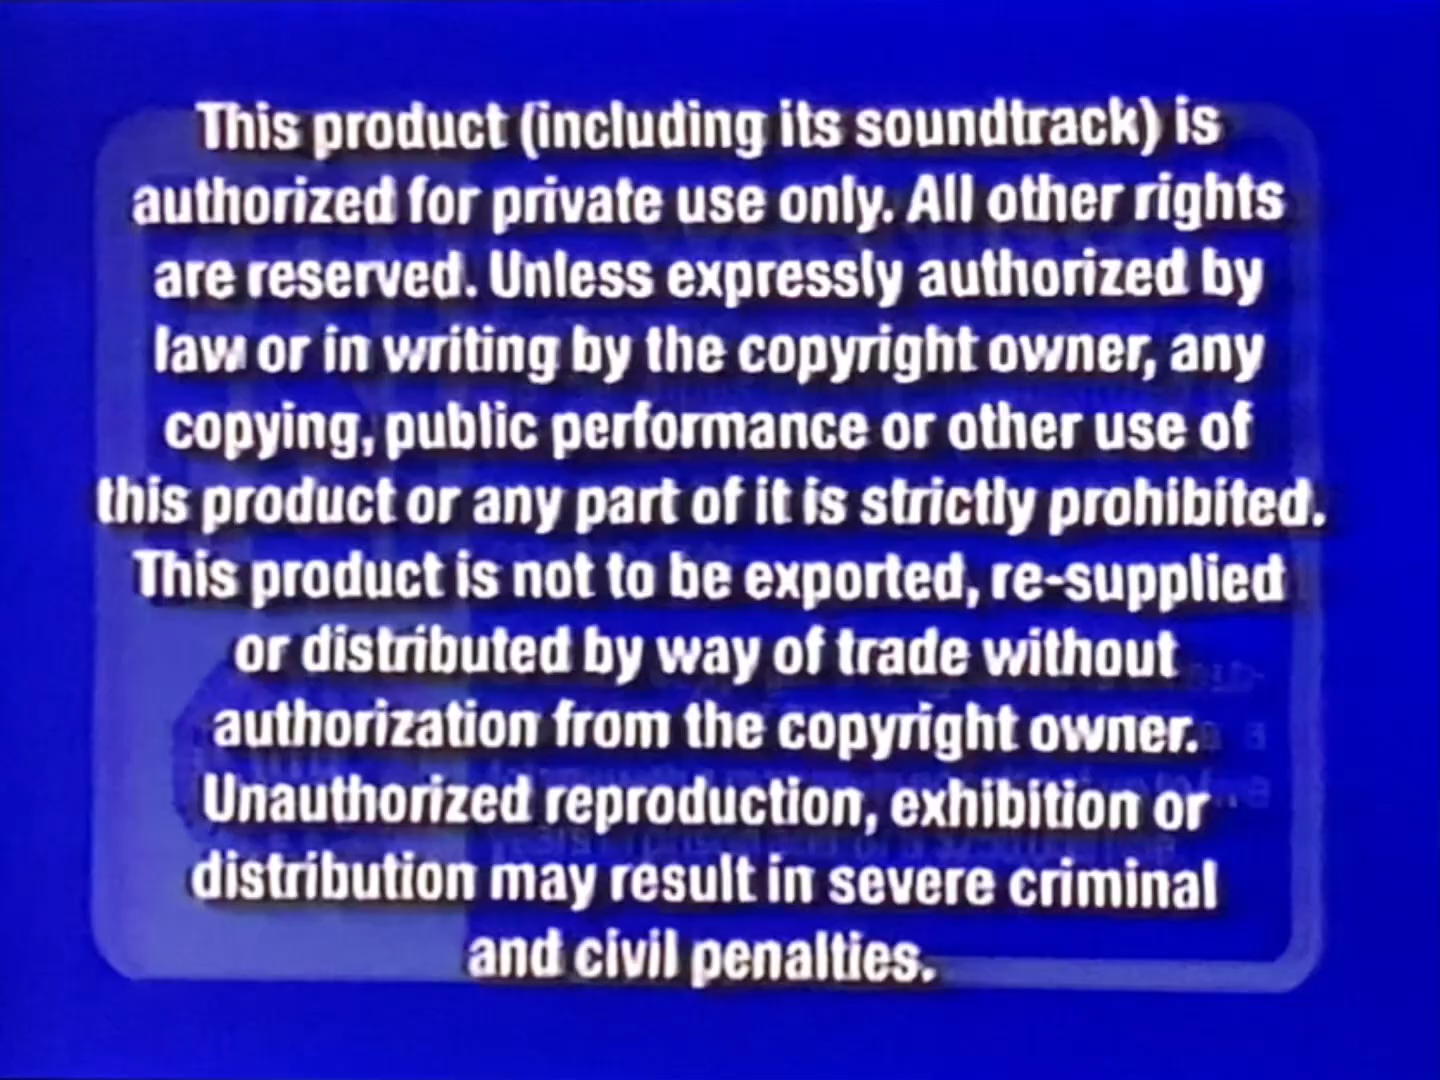 This product (including its soundtrack) is
authorized for private use only. All other rights
are reserved. Unless expressly authorized by
law or in writing by the copyright owner, any
copying, public performance or other use of
this product or any part of it is strictly prohibited.
This product is not to be exported, re-supplied
or distributed by way of trade without
authorization from the copyright owner.
Unauthorized reproduction, exhibition or
distribution may result in severe criminal
and civil penalties.